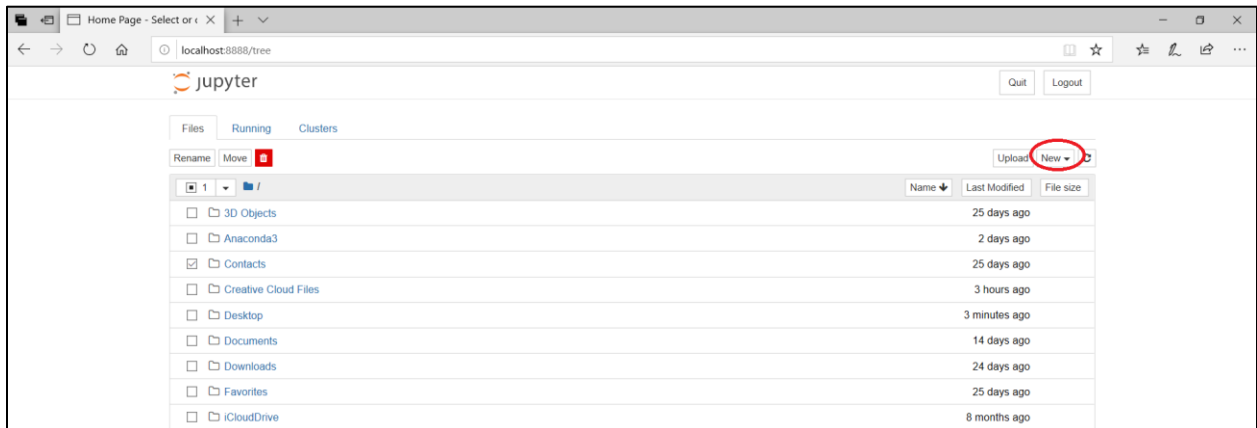 Home Page - Select or c
localhost:8888/tree
jupyter
Quit Logout
Files Running Clusters
Rename Move Upload New
1 / Name Last Modified File size
3D Objects 25 days ago
Anaconda3 2 days ago
Contacts 25 days ago
Creative Cloud Files 3 hours ago
Desktop 3 minutes ago
Documents 14 days ago
Downloads 24 days ago
Favorites 25 days ago
iCloudDrive 8 months ago